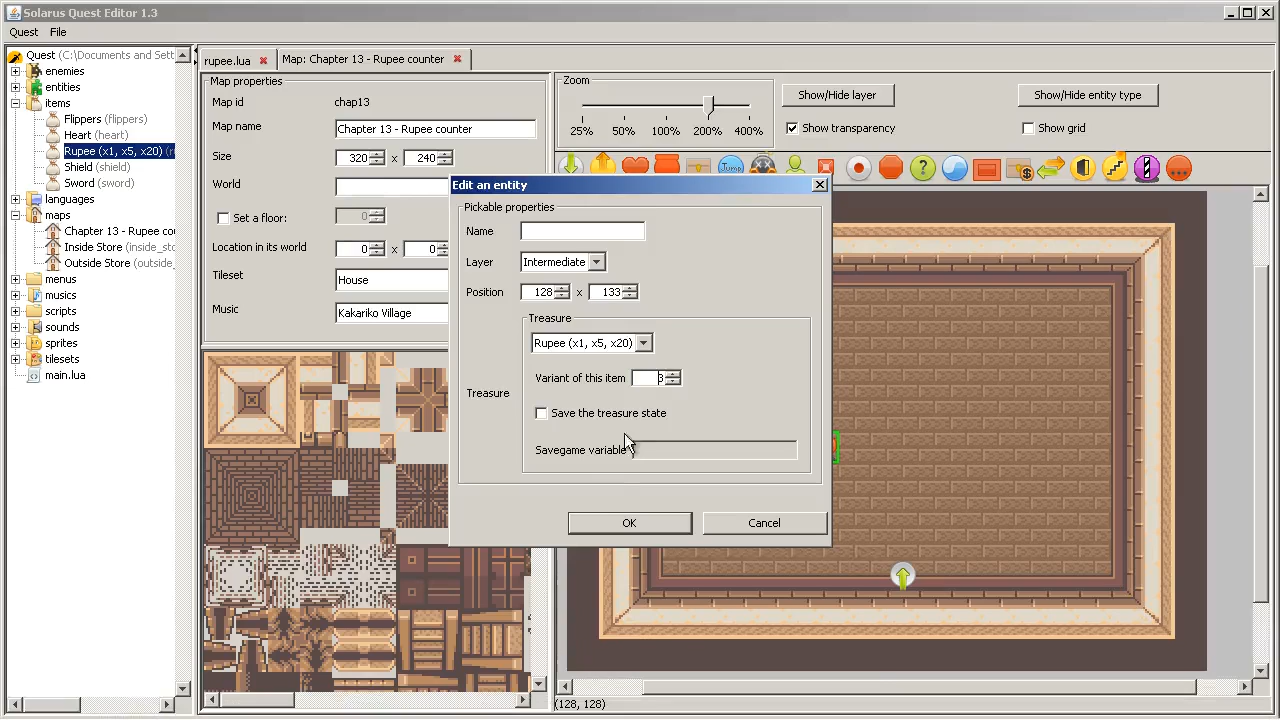 Solarus Quest Editor 1.3
Quest File
Quest (C:\Documents and Sett
enemies
entities
items
Flippers (flippers)
Heart (heart)
Rupee (x1, x5, x20) (r
Shield (shield)
Sword (sword)
languages
maps
Chapter 13 - Rupee cou
Inside Store (inside_sto
Outside Store (outside_
menus
musics
scripts
sounds
sprites
tilesets
main.lua
rupee.lua
Map: Chapter 13 - Rupee counter
Map properties
Map id chap13
Map name Chapter 13 - Rupee counter
Size 320 x 240
World
Set a floor: 0
Location in its world 0 x 0
Tileset House
Music Kakariko Village
Zoom
25% 50% 100% 200% 400%
Show/Hide layer
Show/Hide entity type
Show transparency
Show grid
Jump
?
$
Edit an entity
Pickable properties
Name
Layer Intermediate
Position 128 x 133
Treasure
Treasure
Rupee (x1, x5, x20)
Variant of this item 3
Save the treasure state
Savegame variable
OK Cancel
(128, 128)